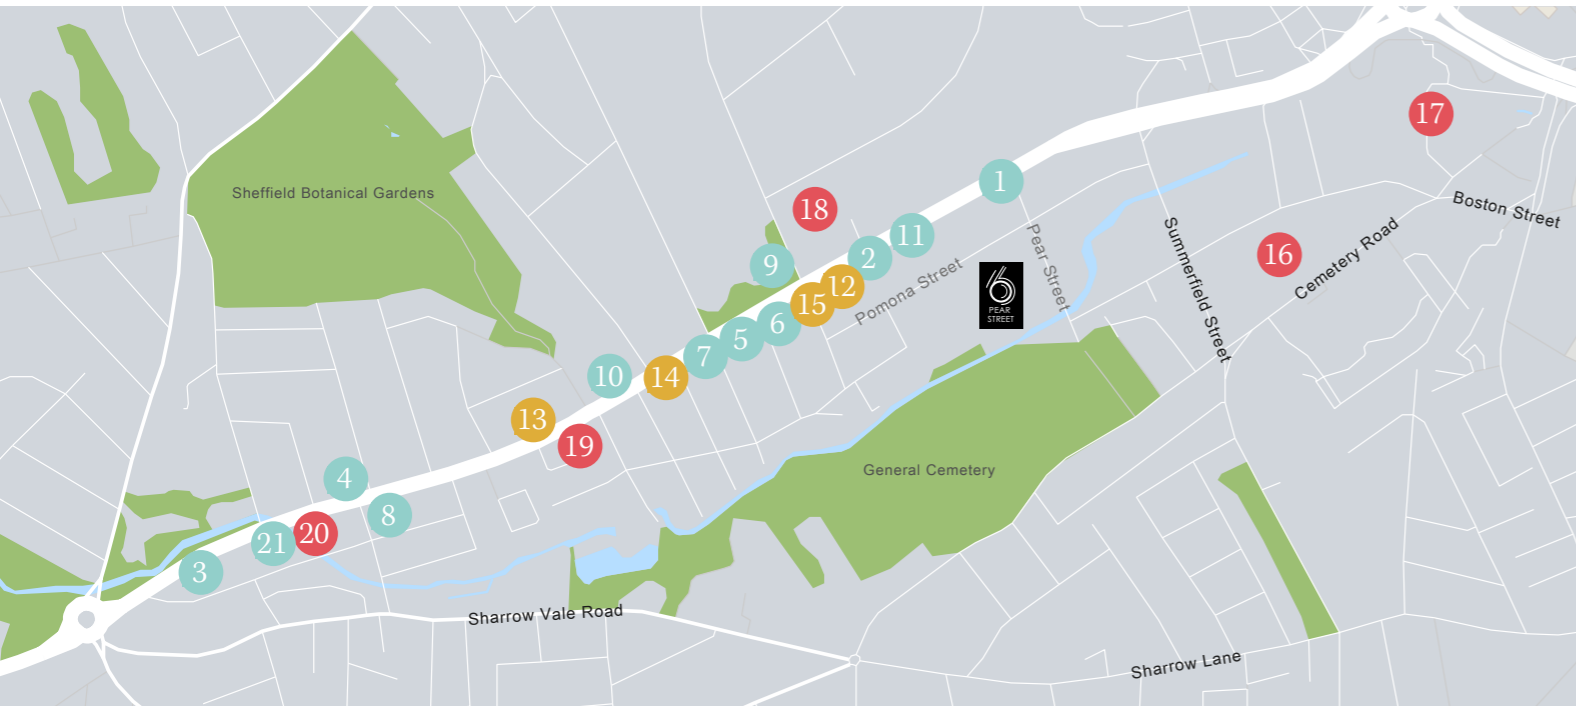 17
1
Sheffield Botanical Gardens
18
Boston Street
11
Summerfield Street
Pear Street
2
16
Cemetery Road
9
12
Pomona Street
15
PEAR
STREET
6
5
7
10
14
13
19
General Cemetery
4
8
20
21
3
Sharrow Vale Road
Sharrow Lane